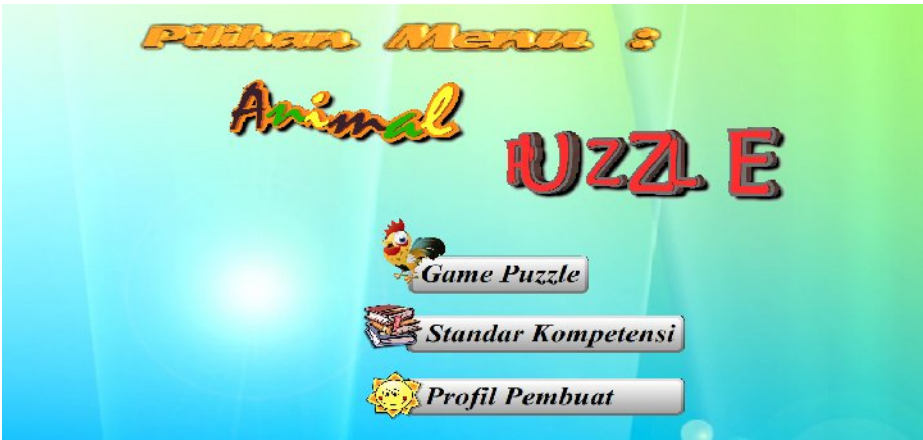 Pilihan Menu :
Animal
PUZZLE
Game Puzzle
Standar Kompetensi
Profil Pembuat